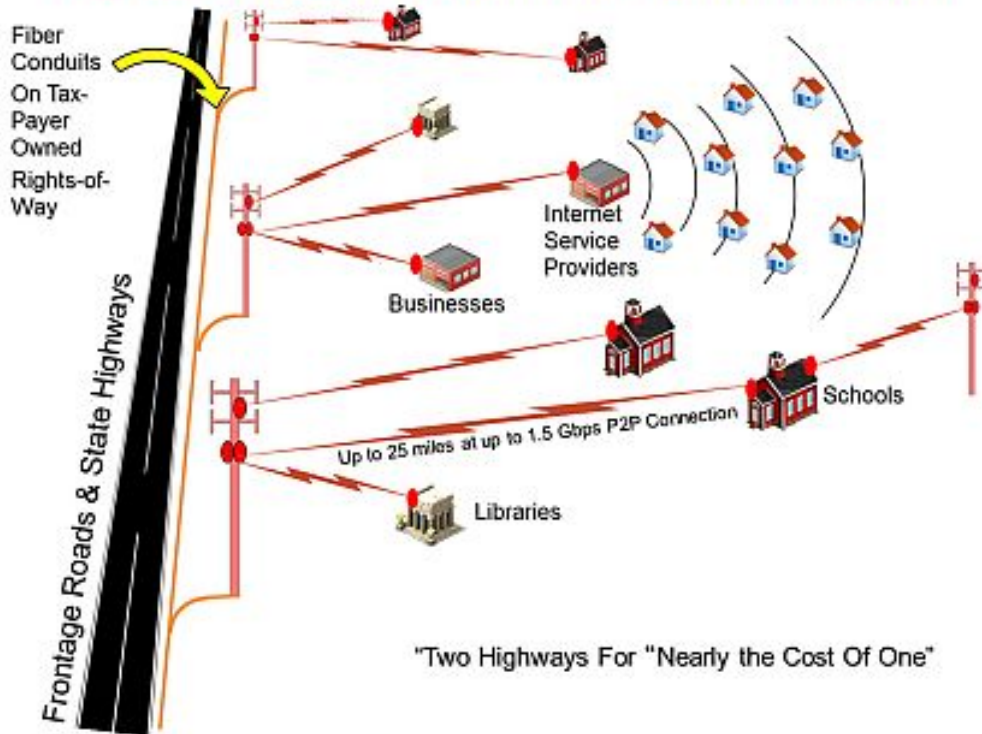 Fiber
Conduits
On Tax-
Payer
Owned
Rights-of-
Way
Internet
Service
Providers
Businesses
Frontage Roads & State Highways
Schools
Up to 25 miles at up to 1.5 Gbps P2P Connection
Libraries
"Two Highways For "Nearly the Cost Of One"